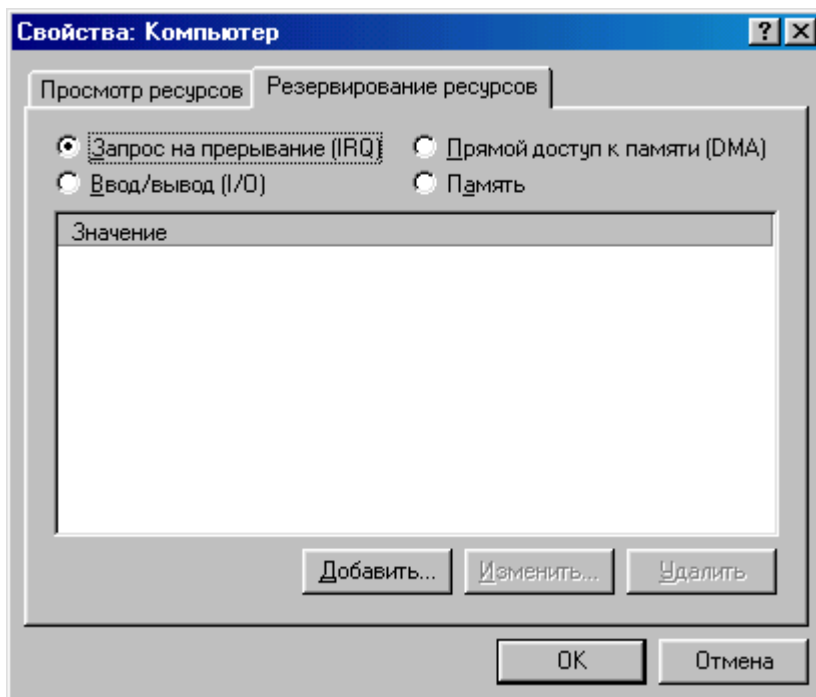 Свойства: Компьютер
Просмотр ресурсов Резервирование ресурсов
Запрос на прерывание (IRQ) Прямой доступ к памяти (DMA)
Ввод/вывод (I/O) Память
Значение
Добавить... Изменить... Удалить
OK Отмена